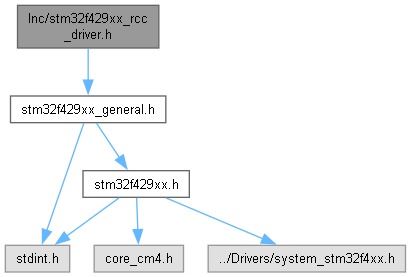 Inc/stm32f429xx_rcc
_driver.h
stm32f429xx_general.h
stm32f429xx.h
stdint.h
core_cm4.h
../Drivers/system_stm32f4xx.h